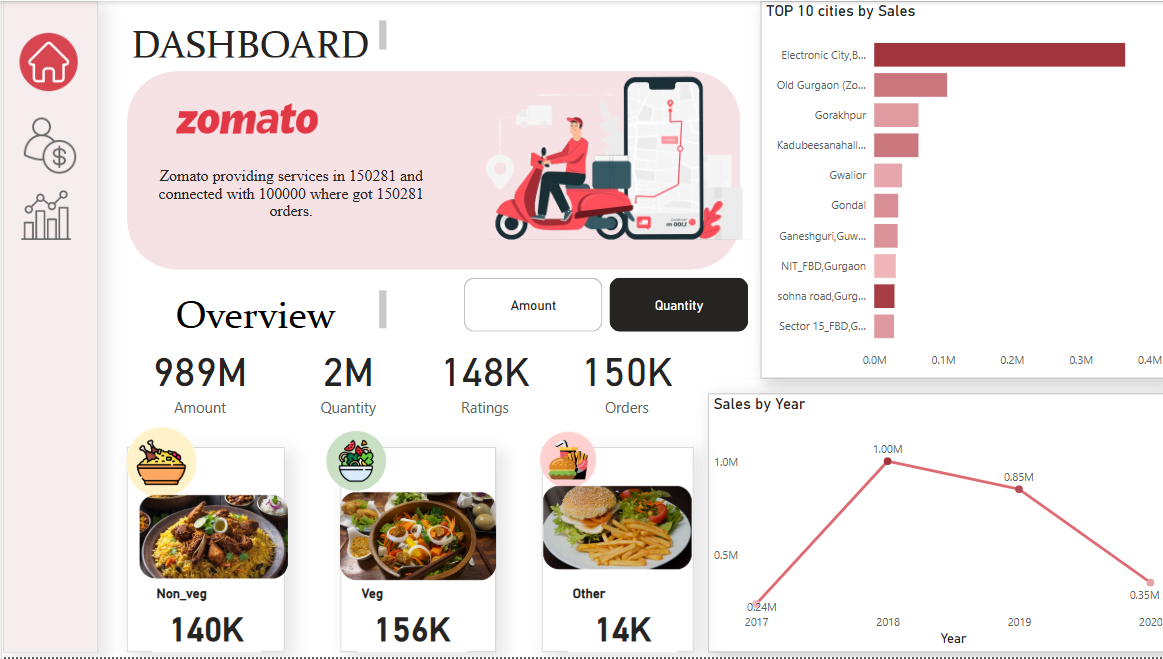 DASHBOARD
zomato
Zomato providing services in 150281 and
connected with 100000 where got 150281
orders.
Overview
Amount
Quantity
989M
Amount
2M
Quantity
148K
Ratings
150K
Orders
Non_veg
140K
Veg
156K
Other
14K
TOP 10 cities by Sales
Electronic City,B...
Old Gurgaon (Zo...
Gorakhpur
Kadubeesanahall...
Gwalior
Gondal
Ganeshguri,Guw...
NIT_FBD,Gurgaon
sohna road,Gurg...
Sector 15_FBD,G...
0.0M 0.1M 0.2M 0.3M 0.4M
Sales by Year
1.0M
0.5M
1.00M
0.85M
0.24M
0.35M
2017 2018 2019 2020
Year